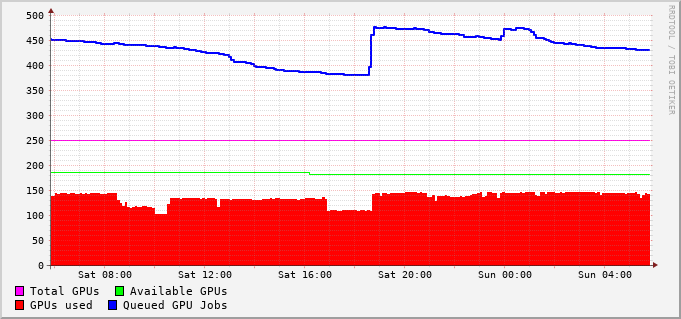 500
450
400
350
300
250
200
150
100
50
0
Sat 08:00 Sat 12:00 Sat 16:00 Sat 20:00 Sun 00:00 Sun 04:00
Total GPUs Available GPUs
GPUs used Queued GPU Jobs
RRDTOOL / TOBI OETIKER